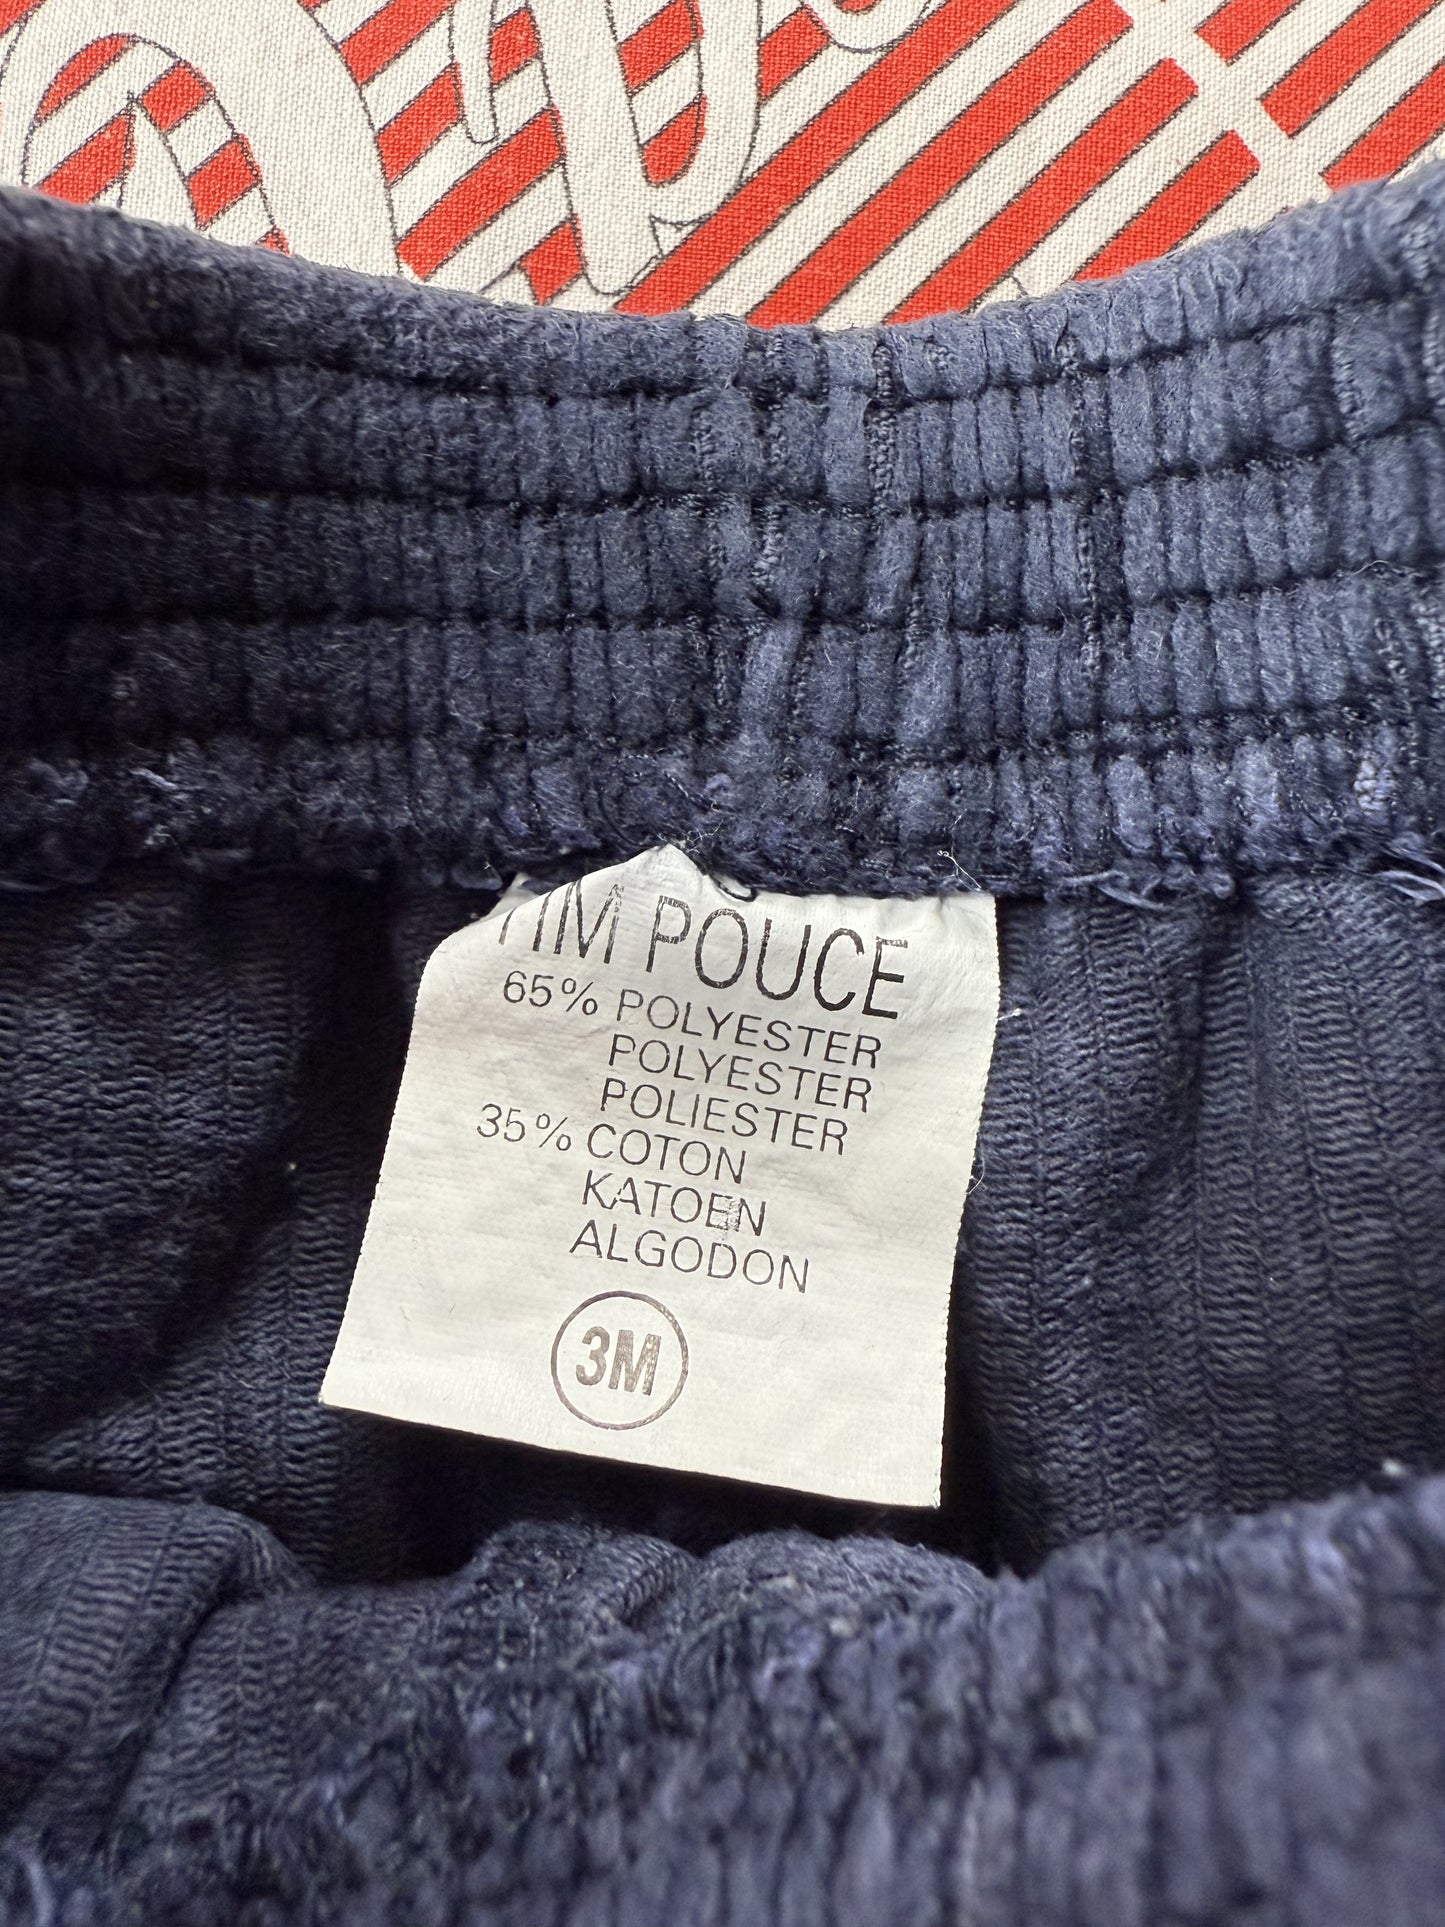 TIM POUCE
65% POLYESTER
POLYESTER
POLIESTER
35% COTON
KATOEN
ALGODON
3M